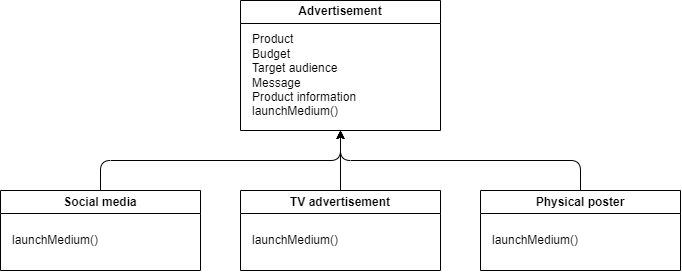 Advertisement
Product
Budget
Target audience
Message
Product information
launchMedium()
Social media
launchMedium()
TV advertisement
launchMedium()
Physical poster
launchMedium()